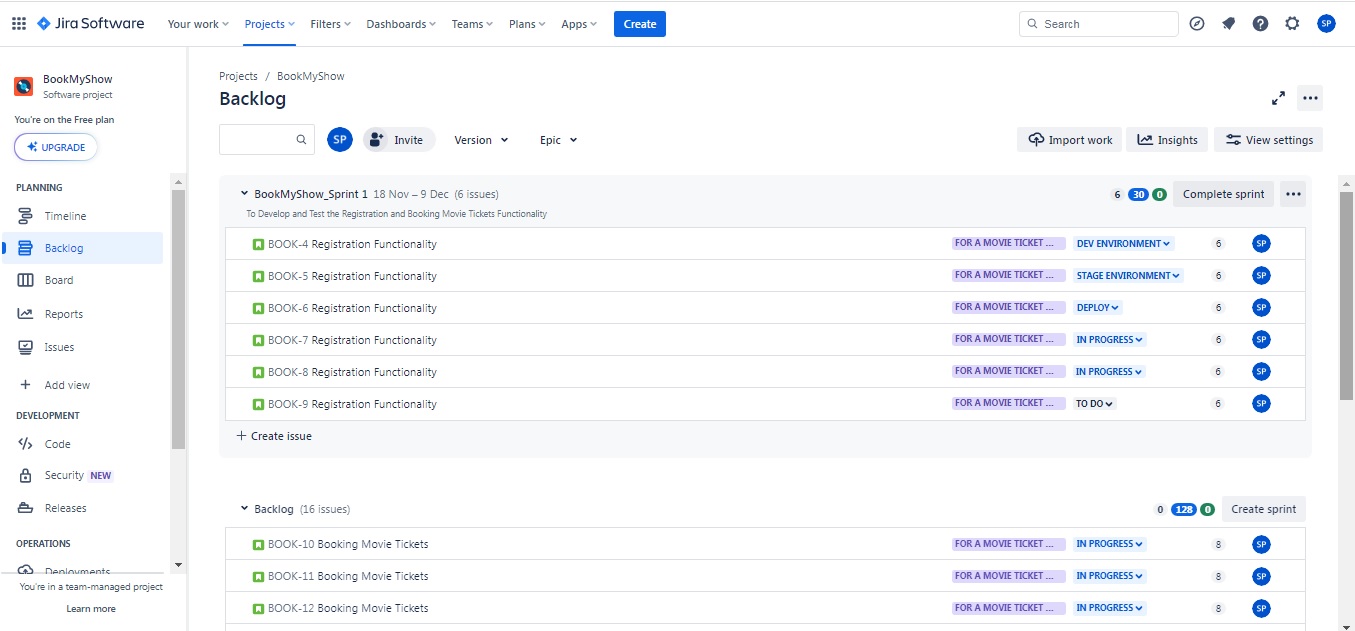 Jira Software Your work Projects Filters Dashboards Teams Plans Apps Create Search SP
BookMyShow
Software project
You're on the Free plan
UPGRADE
PLANNING
Timeline
Backlog
Board
Reports
Issues
Add view
DEVELOPMENT
Code
Security NEW
Releases
OPERATIONS
Deployments
You're in a team-managed project
Learn more
Projects / BookMyShow
Backlog
SP Invite Version Epic Import work Insights View settings
BookMyShow_Sprint 1 18 Nov – 9 Dec (6 issues) 6 30 0 Complete sprint
To Develop and Test the Registration and Booking Movie Tickets Functionality
BOOK-4 Registration Functionality FOR A MOVIE TICKET ... DEV ENVIRONMENT 6 SP
BOOK-5 Registration Functionality FOR A MOVIE TICKET ... STAGE ENVIRONMENT 6 SP
BOOK-6 Registration Functionality FOR A MOVIE TICKET ... DEPLOY 6 SP
BOOK-7 Registration Functionality FOR A MOVIE TICKET ... IN PROGRESS 6 SP
BOOK-8 Registration Functionality FOR A MOVIE TICKET ... IN PROGRESS 6 SP
BOOK-9 Registration Functionality FOR A MOVIE TICKET ... TO DO 6 SP
+ Create issue
Backlog (16 issues) 0 128 0 Create sprint
BOOK-10 Booking Movie Tickets FOR A MOVIE TICKET ... IN PROGRESS 8 SP
BOOK-11 Booking Movie Tickets FOR A MOVIE TICKET ... IN PROGRESS 8 SP
BOOK-12 Booking Movie Tickets FOR A MOVIE TICKET ... IN PROGRESS 8 SP